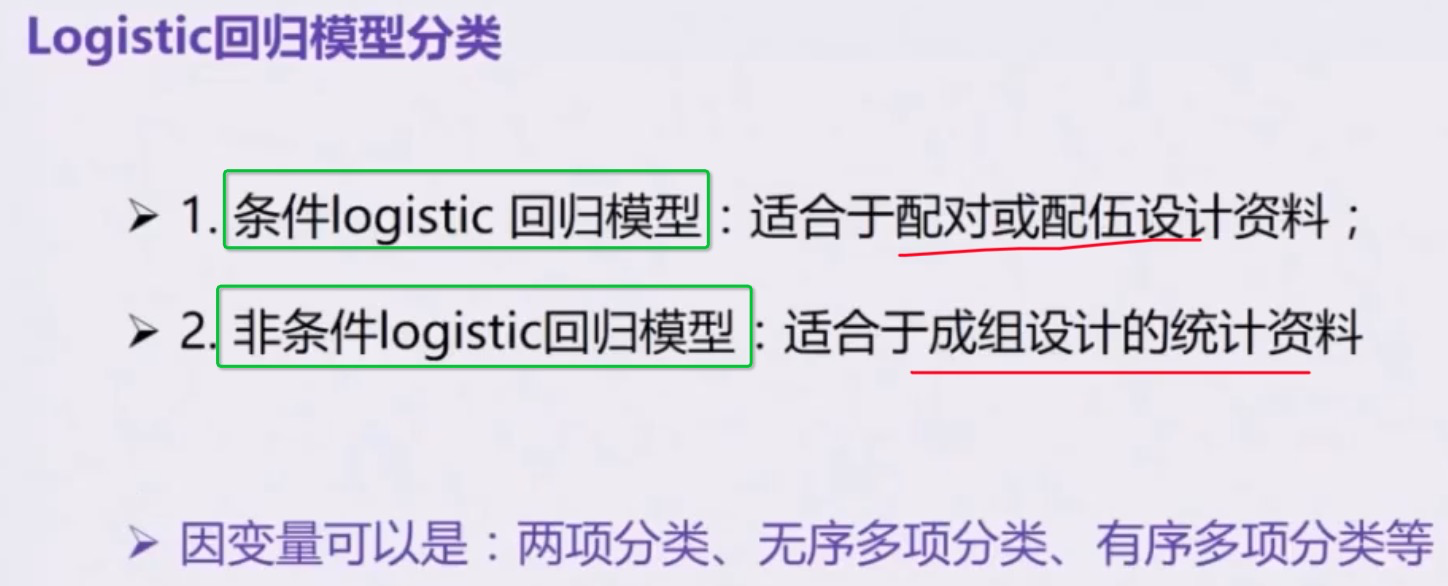 Logistic回归模型分类
➢ 1. 条件logistic 回归模型：适合于配对或配伍设计资料；
➢ 2. 非条件logistic回归模型：适合于成组设计的统计资料
➢ 因变量可以是：两项分类、无序多项分类、有序多项分类等